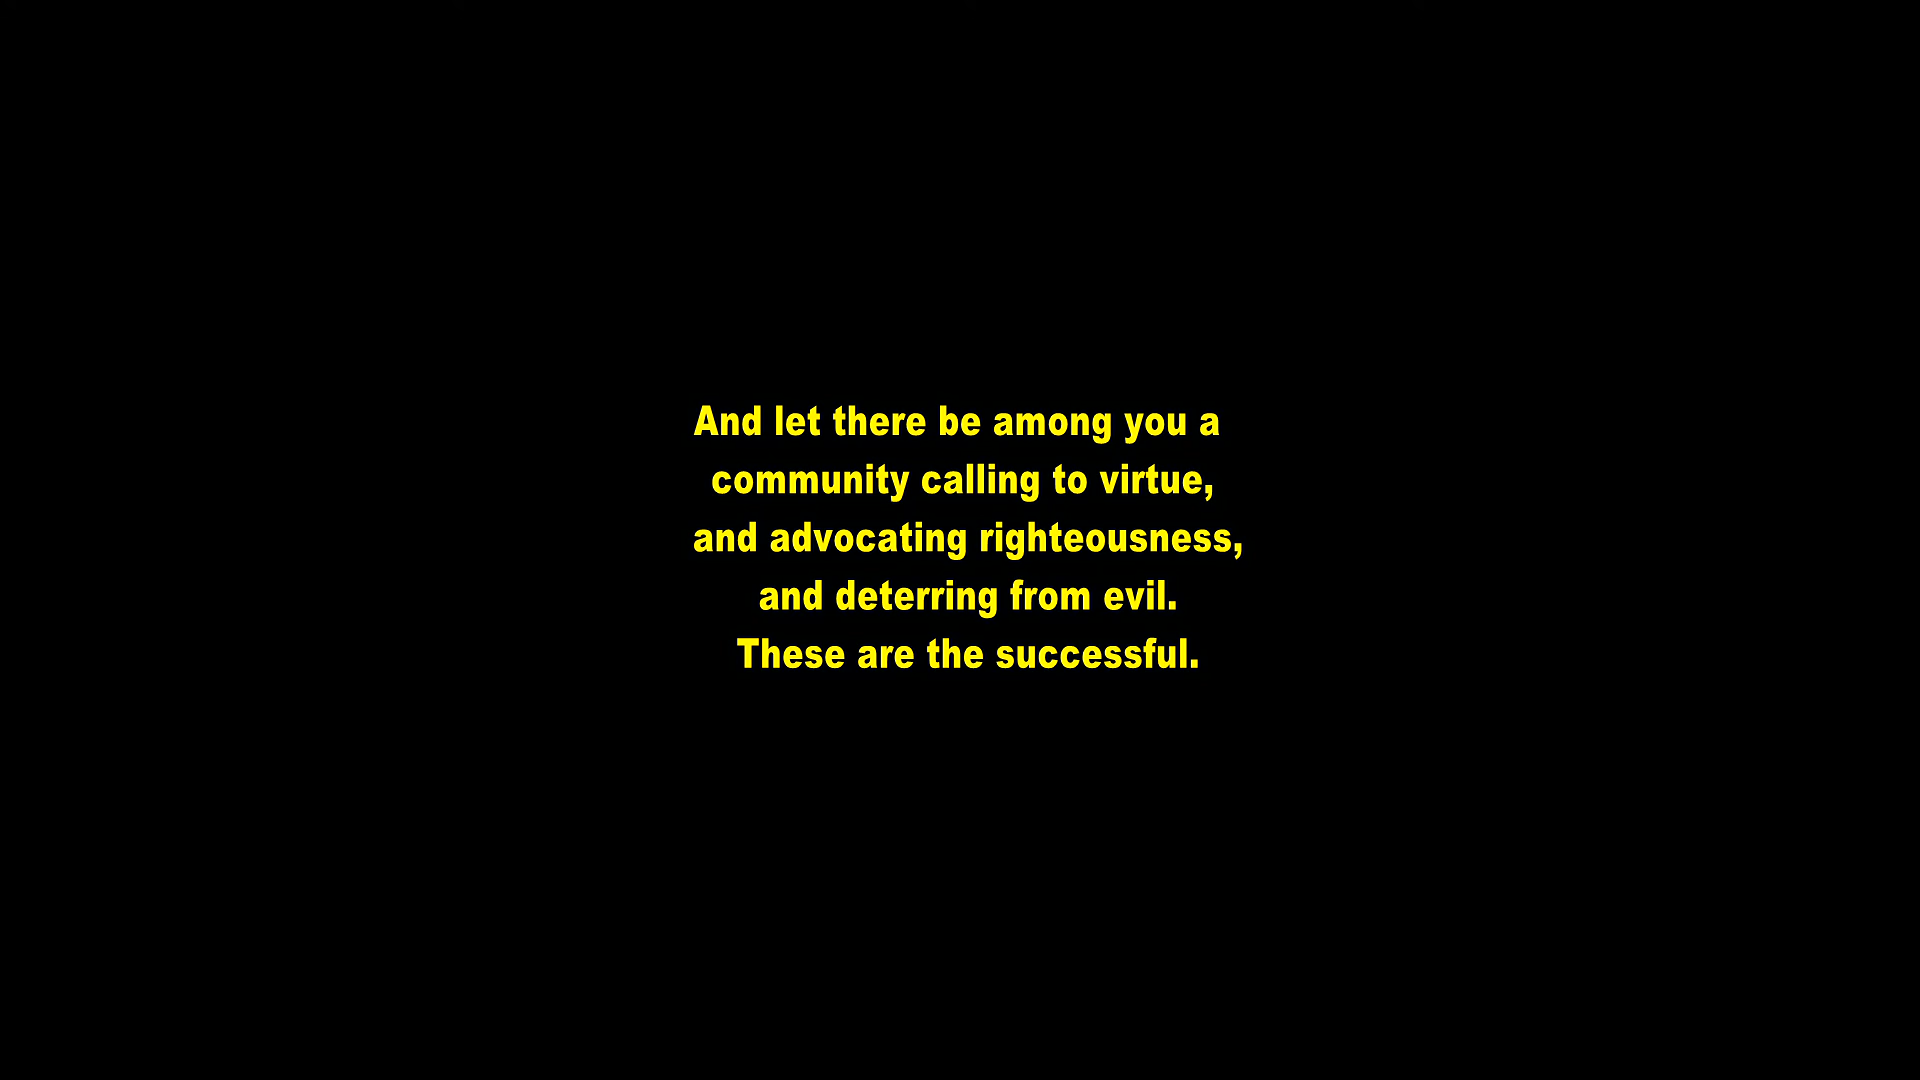 And let there be among you a
community calling to virtue,
and advocating righteousness,
and deterring from evil.
These are the successful.